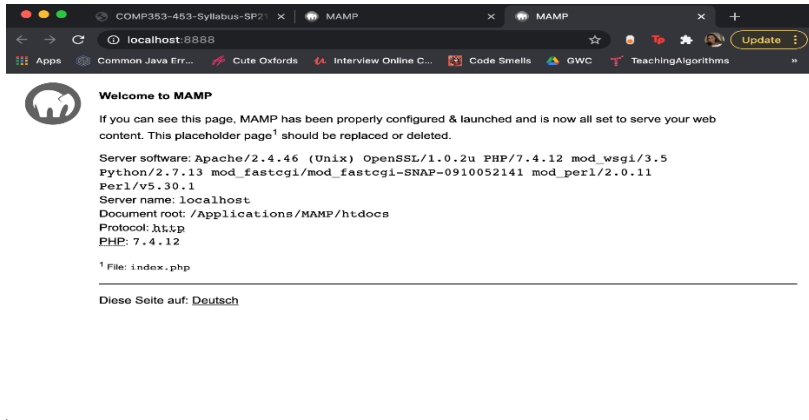 COMP353-453-Syllabus-SP21
MAMP
MAMP
localhost:8888
Tp
Update
Apps
Common Java Err...
Cute Oxfords
Interview Online C...
Code Smells
GWC
TeachingAlgorithms
»
Welcome to MAMP
If you can see this page, MAMP has been properly configured & launched and is now all set to serve your web
content. This placeholder page1 should be replaced or deleted.
Server software: Apache/2.4.46 (Unix) OpenSSL/1.0.2u PHP/7.4.12 mod_wsgi/3.5
Python/2.7.13 mod_fastcgi/mod_fastcgi-SNAP-0910052141 mod_perl/2.0.11
Perl/v5.30.1
Server name: localhost
Document root: /Applications/MAMP/htdocs
Protocol: http
PHP: 7.4.12
1 File: index.php
Diese Seite auf: Deutsch